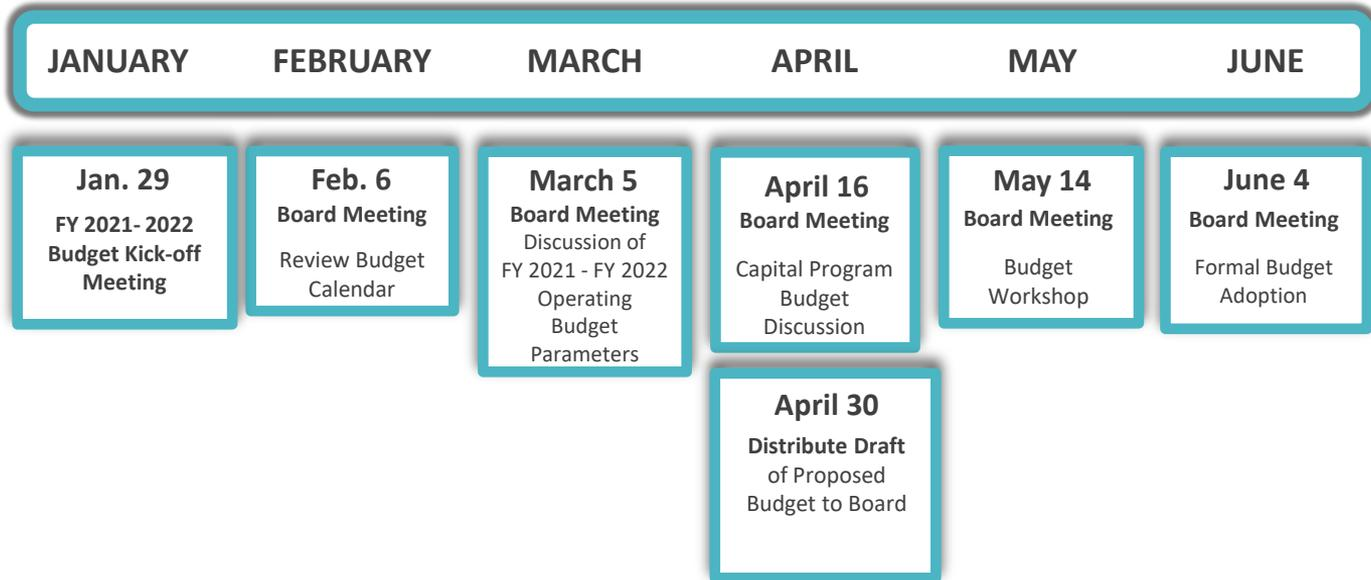 JANUARY FEBRUARY MARCH APRIL MAY JUNE
Jan. 29
FY 2021- 2022
Budget Kick-off
Meeting
Feb. 6
Board Meeting
Review Budget
Calendar
March 5
Board Meeting
Discussion of
FY 2021 - FY 2022
Operating
Budget
Parameters
April 16
Board Meeting
Capital Program
Budget
Discussion
April 30
Distribute Draft
of Proposed
Budget to Board
May 14
Board Meeting
Budget
Workshop
June 4
Board Meeting
Formal Budget
Adoption